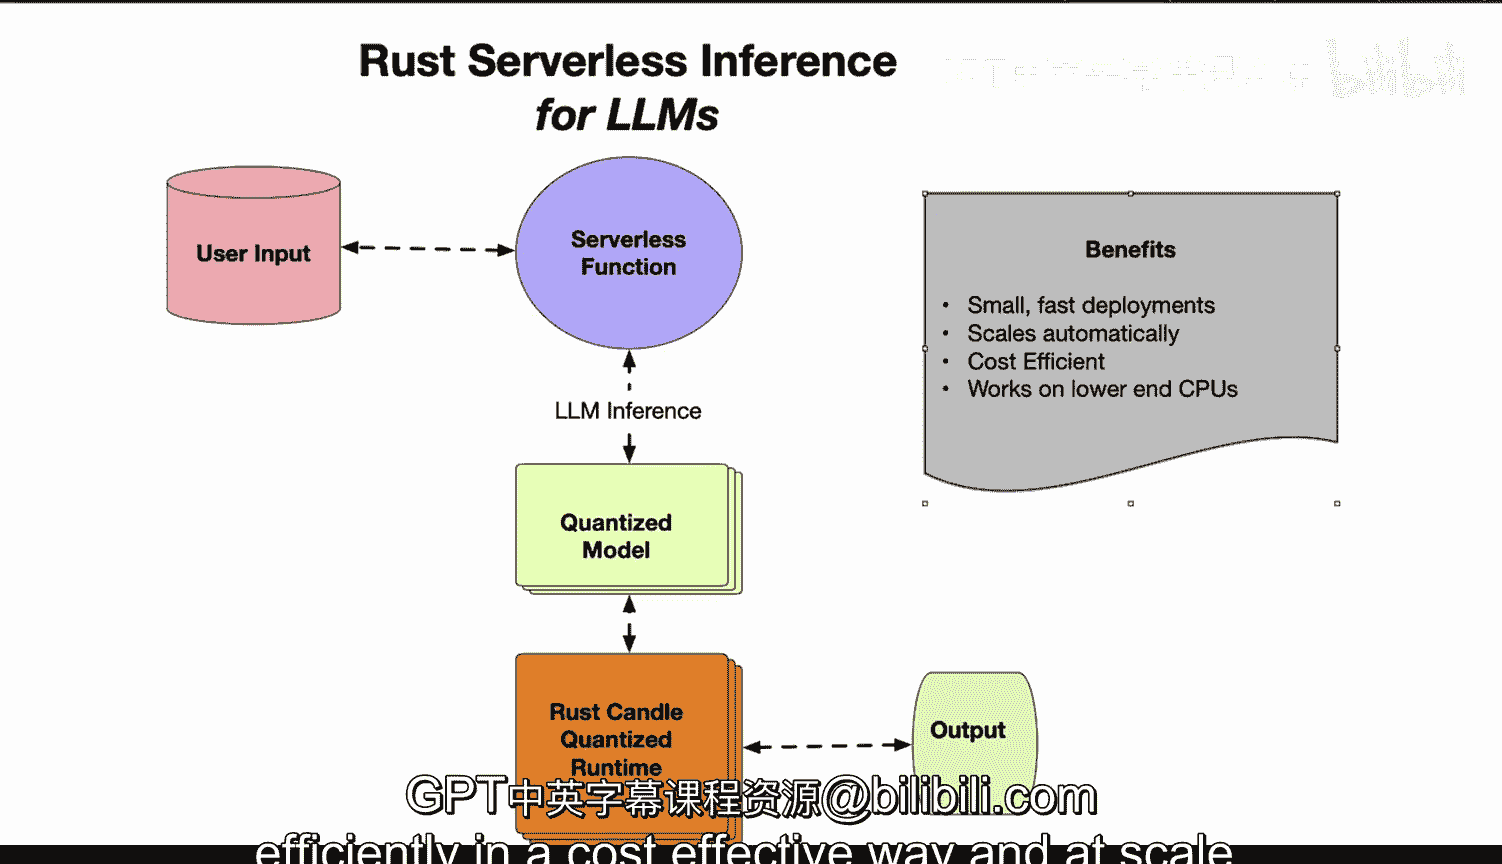 Rust Serverless Inference
for LLMs
bilibili
User Input
Serverless
Function
Benefits
• Small, fast deployments
• Scales automatically
• Cost Efficient
• Works on lower end CPUs
LLM Inference
Quantized
Model
Rust Candle
Quantized
Runtime
Output
GPT中英字幕课程资源@bilibili.com
efficiently in a cost effective way and at scale